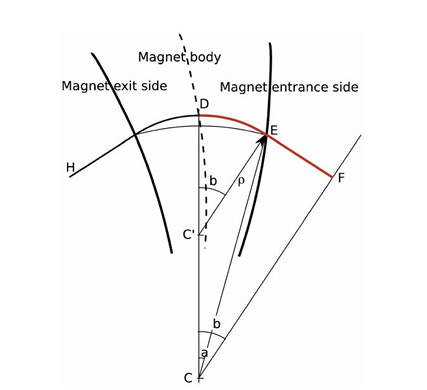 Magnet body
Magnet exit side
Magnet entrance side
D
E
H
b
ρ
F
C'
b
a
C